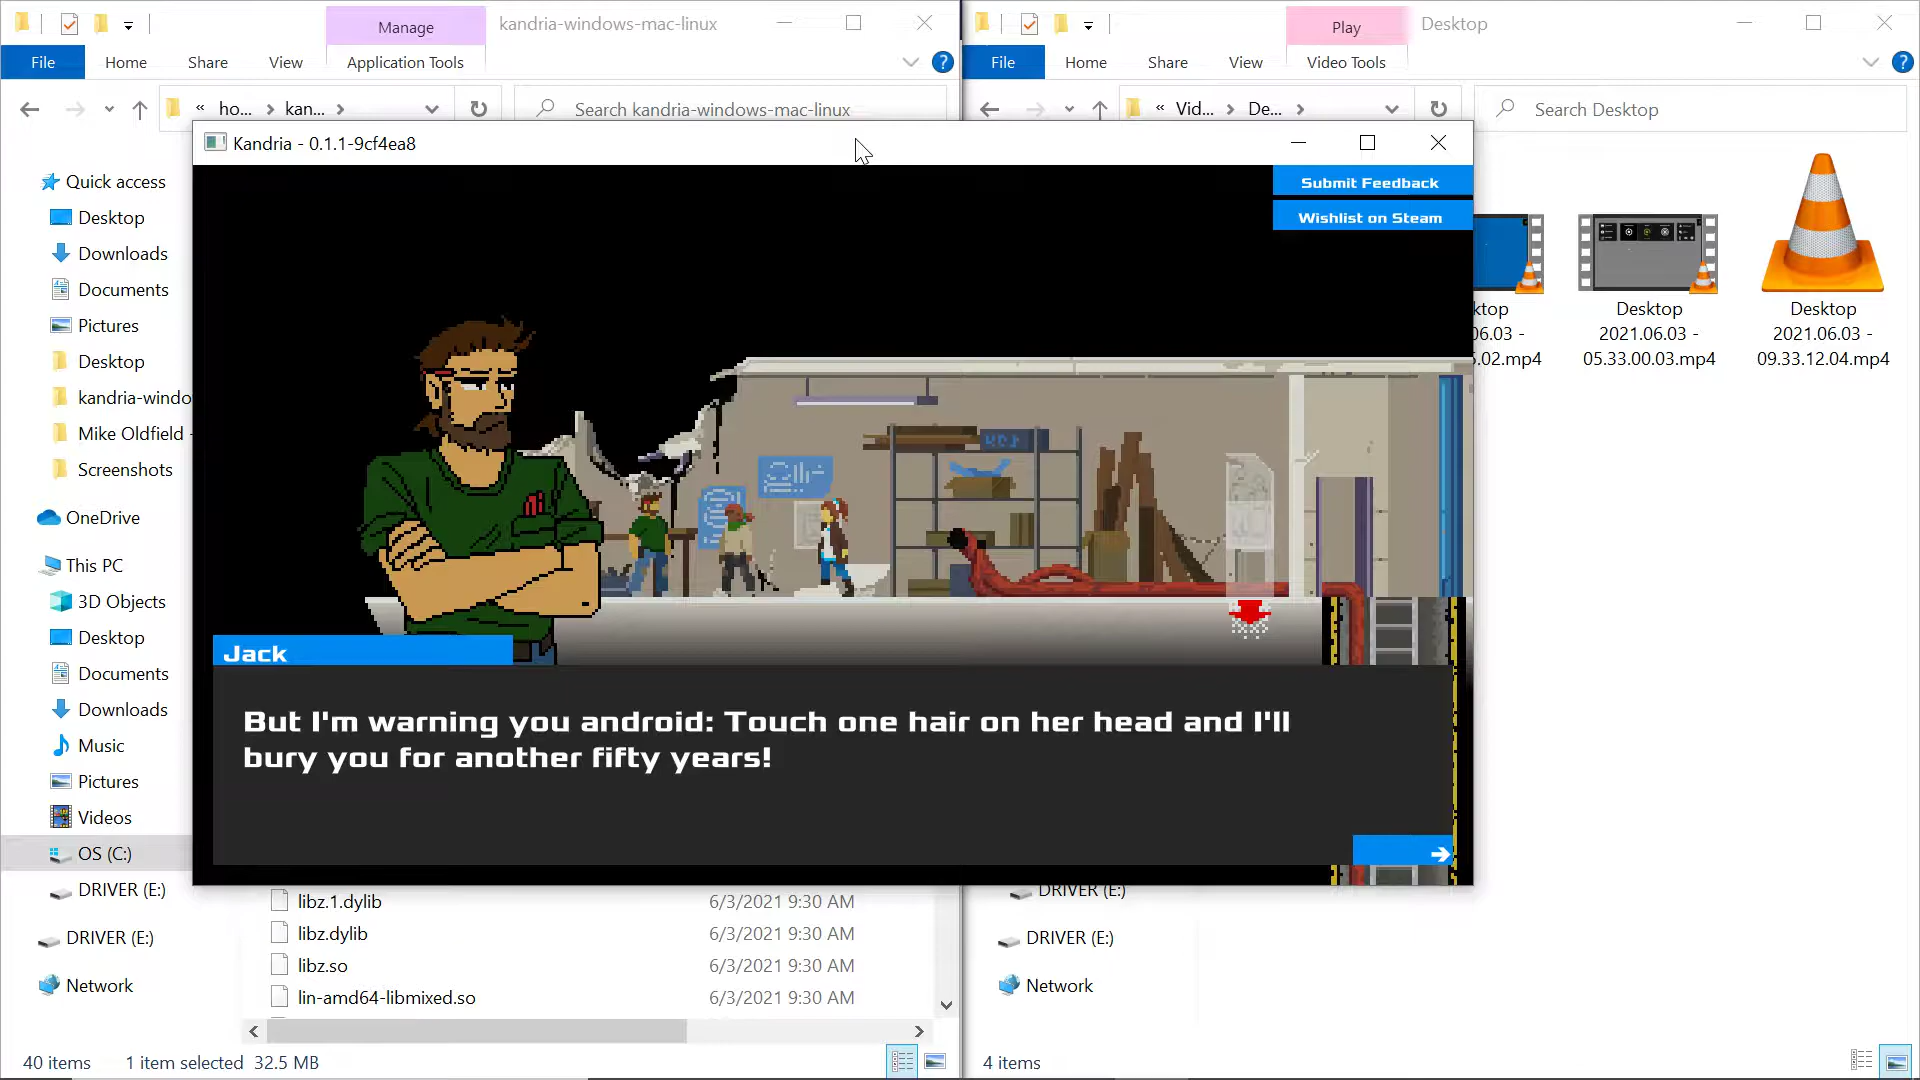 Manage
kandria-windows-mac-linux
File
Home
Share
View
Application Tools
« ho... > kan... >
Search kandria-windows-mac-linux
Play
Desktop
File
Home
Share
View
Video Tools
« Vid... > De... >
Search Desktop
Kandria - 0.1.1-9cf4ea8
Submit Feedback
Wishlist on Steam
Quick access
Desktop
Downloads
Documents
Pictures
Desktop
kandria-windo
Mike Oldfield -
Screenshots
OneDrive
This PC
3D Objects
Desktop
Documents
Downloads
Music
Pictures
Videos
OS (C:)
DRIVER (E:)
DRIVER (E:)
Network
ktop
06.03 -
5.02.mp4
Desktop
2021.06.03 -
05.33.00.03.mp4
Desktop
2021.06.03 -
09.33.12.04.mp4
Jack
But I'm warning you android: Touch one hair on her head and I'll
bury you for another fifty years!
libz.1.dylib 6/3/2021 9:30 AM
libz.dylib 6/3/2021 9:30 AM
libz.so 6/3/2021 9:30 AM
lin-amd64-libmixed.so 6/3/2021 9:30 AM
DRIVER (E:)
DRIVER (E:)
Network
40 items
1 item selected 32.5 MB
4 items